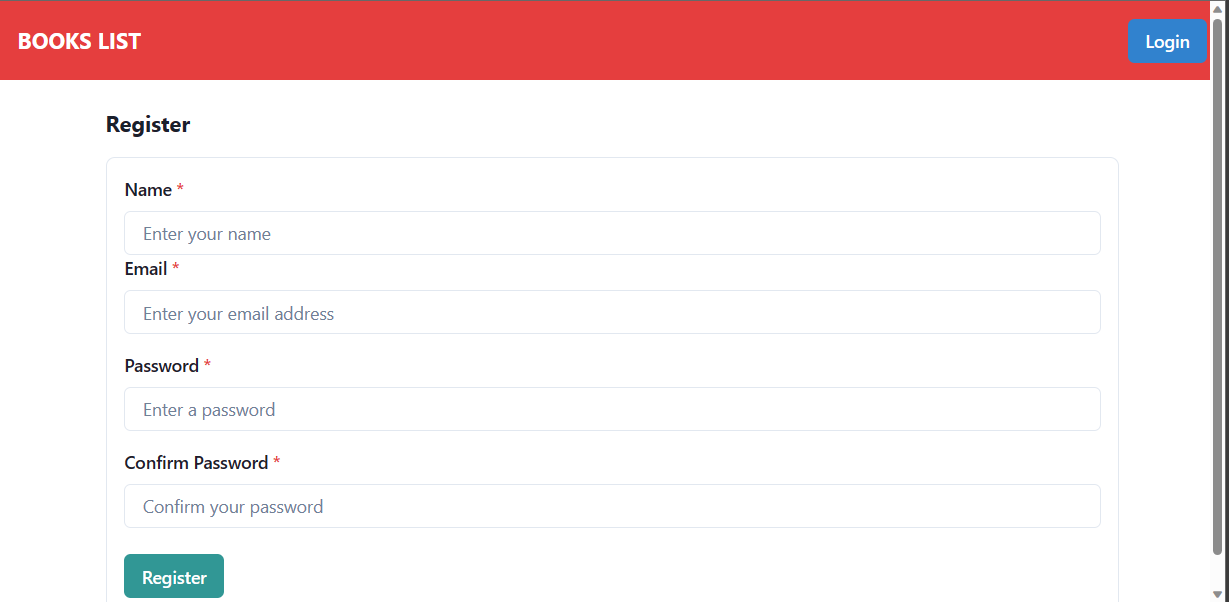 BOOKS LIST
Login
Register
Name *
Enter your name
Email *
Enter your email address
Password *
Enter a password
Confirm Password *
Confirm your password
Register